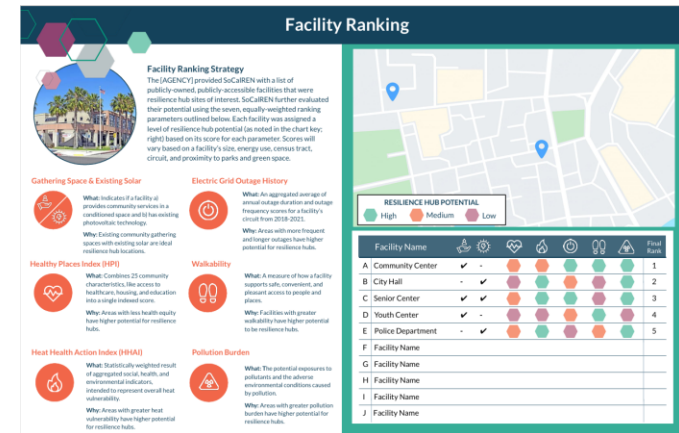 Facility Ranking
Facility Ranking Strategy
The [AGENCY] provided SoCalREN with a list of
publicly-owned, publicly-accessible facilities that were
resilience hub sites of interest. SoCalREN further evaluated
their potential using the seven, equally-weighted ranking
parameters outlined below. Each facility was assigned a
level of resilience hub potential (as noted in the chart key;
right) based on its score for each parameter. Scores will
vary based on a facility's size, energy use, census tract,
circuit, and proximity to parks and green space.
Gathering Space & Existing Solar
What: Indicates if a facility a)
provides community services in a
conditioned space and b) has existing
photovoltaic technology.
Why: Existing community gathering
spaces with existing solar are ideal
resilience hub locations.
Electric Grid Outage History
What: An aggregated average of
annual outage duration and outage
frequency scores for a facility's
circuit from 2018-2021.
Why: Areas with more frequent
and longer outages have higher
potential for resilience hubs.
Healthy Places Index (HPI)
What: Combines 25 community
characteristics, like access to
healthcare, housing, and education
into a single indexed score.
Why: Areas with less health equity
have higher potential for resilience
hubs.
Walkability
What: A measure of how a facility
supports safe, convenient, and
pleasant access to people and
places.
Why: Facilities with greater
walkability have higher potential
to be resilience hubs.
Heat Health Action Index (HHAI)
What: Statistically-weighted result
of aggregated social, health, and
environmental indicators,
intended to represent overall heat
vulnerability.
Why: Areas with greater heat
vulnerability have higher potential
for resilience hubs.
Pollution Burden
What: The potential exposures to
pollutants and the adverse
environmental conditions caused
by pollution.
Why: Areas with greater pollution
burden have higher potential for
resilience hubs.
RESILIENCE HUB POTENTIAL
High Medium Low
Facility Name Final Rank
A Community Center ✔ - 1
B City Hall - ✔ 2
C Senior Center ✔ ✔ 3
D Youth Center ✔ - 4
E Police Department - ✔ 5
F Facility Name
G Facility Name
H Facility Name
I Facility Name
J Facility Name